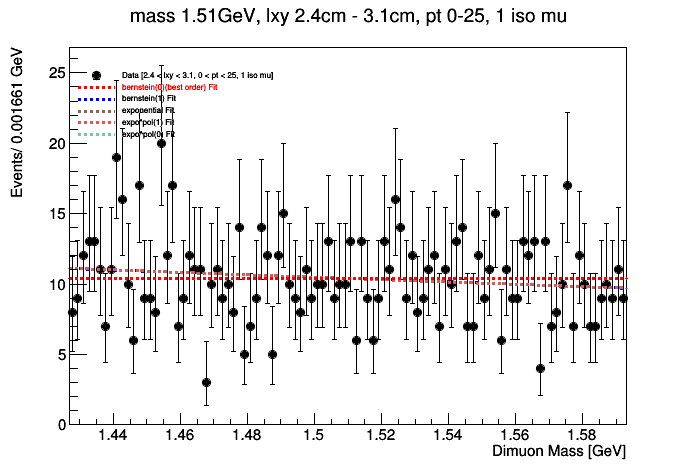 mass 1.51GeV, lxy 2.4cm - 3.1cm, pt 0-25, 1 iso mu
Events/ 0.001661 GeV
25
20
15
10
5
0
Data [2.4 < lxy < 3.1, 0 < pt < 25, 1 iso mu]
bernstein(0)(best order) Fit
bernstein(1) Fit
exponential Fit
expo*pol(1) Fit
expo*pol(0) Fit
1.44 1.46 1.48 1.5 1.52 1.54 1.56 1.58
Dimuon Mass [GeV]